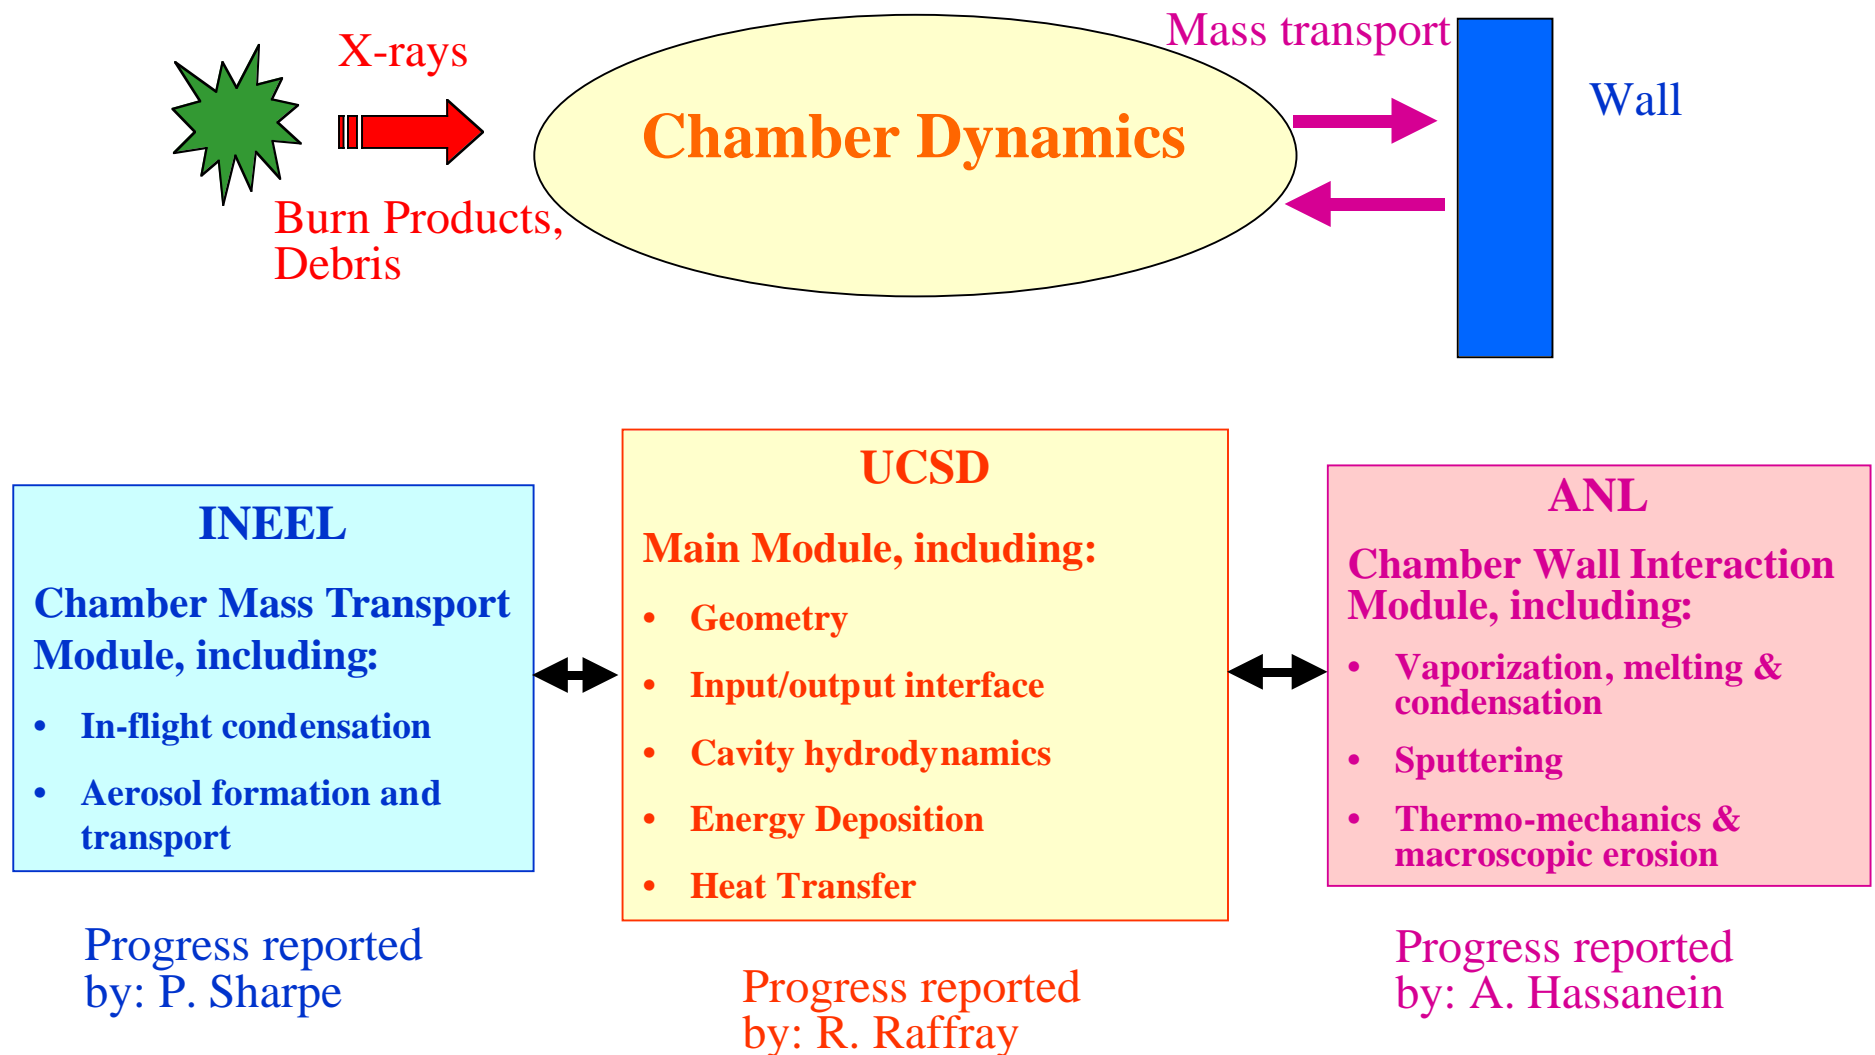 X-rays
Burn Products,
Debris
Chamber Dynamics
Mass transport
Wall
INEEL
Chamber Mass Transport
Module, including:
• In-flight condensation
• Aerosol formation and
transport
Progress reported
by: P. Sharpe
UCSD
Main Module, including:
• Geometry
• Input/output interface
• Cavity hydrodynamics
• Energy Deposition
• Heat Transfer
Progress reported
by: R. Raffray
ANL
Chamber Wall Interaction
Module, including:
• Vaporization, melting &
condensation
• Sputtering
• Thermo-mechanics &
macroscopic erosion
Progress reported
by: A. Hassanein